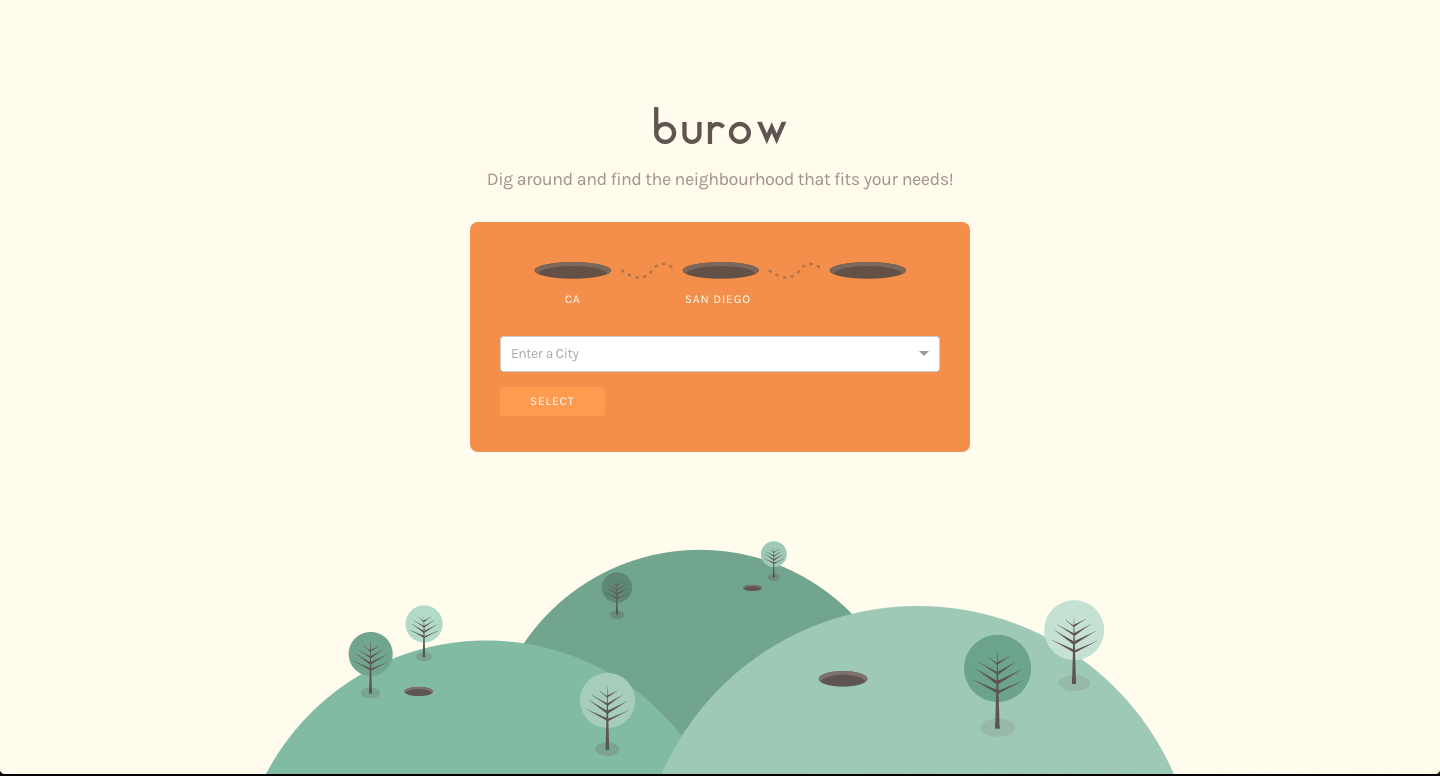 burow
Dig around and find the neighbourhood that fits your needs!
CA
SAN DIEGO
Enter a City
SELECT